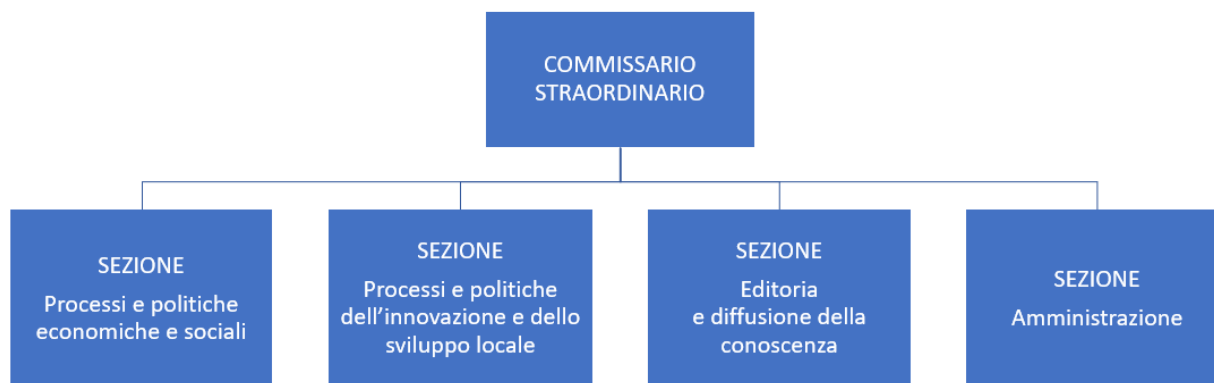 COMMISSARIO
STRAORDINARIO
SEZIONE
Processi e politiche
economiche e sociali
SEZIONE
Processi e politiche
dell’innovazione e dello
sviluppo locale
SEZIONE
Editoria
e diffusione della
conoscenza
SEZIONE
Amministrazione